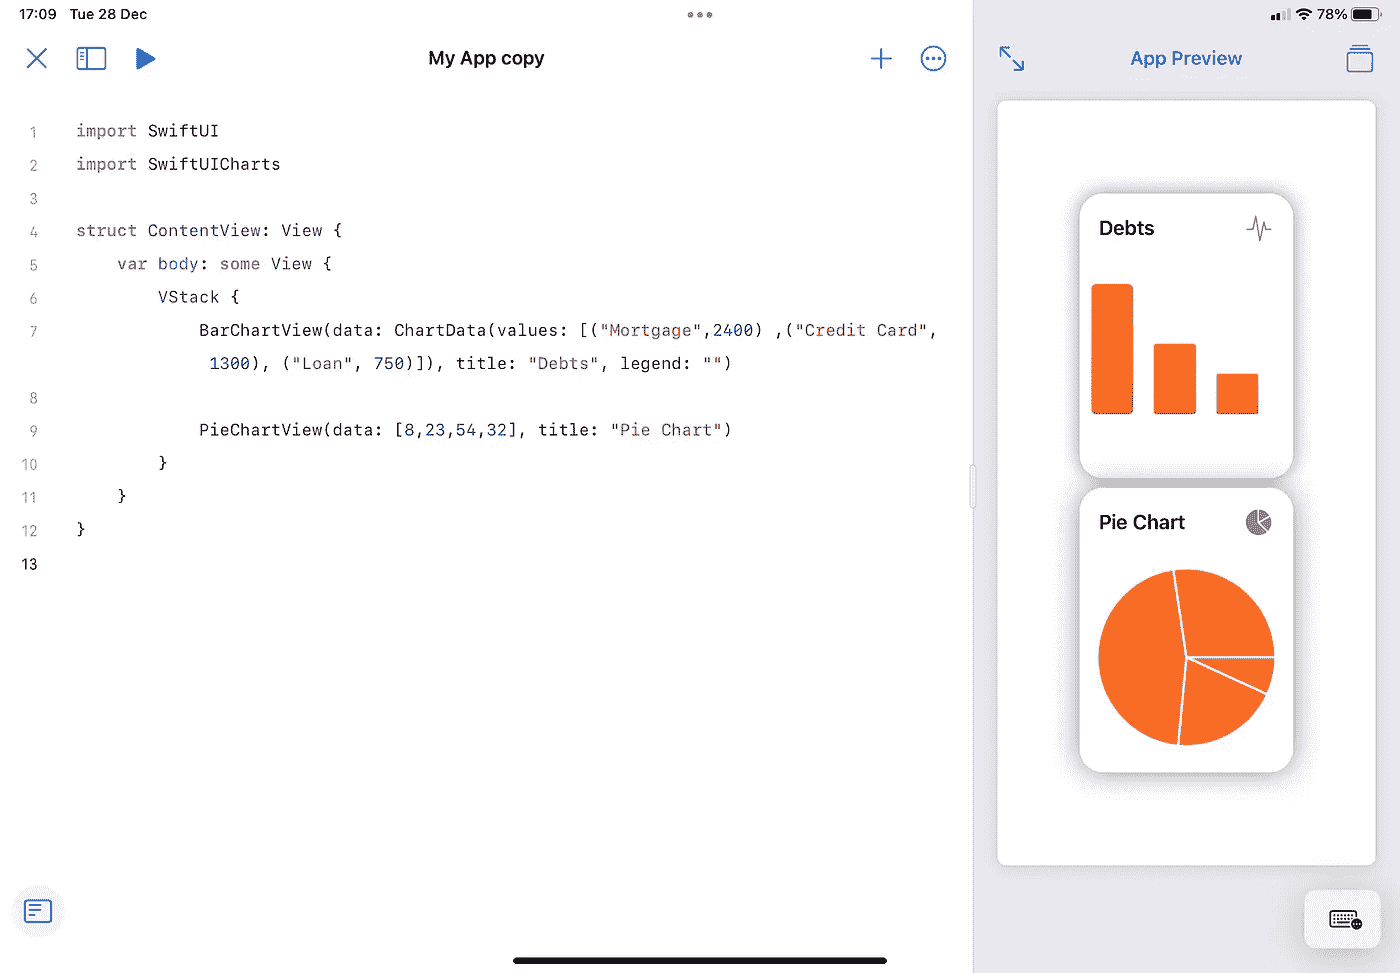 17:09 Tue 28 Dec
78%
My App copy
App Preview
1 import SwiftUI
2 import SwiftUICharts
3
4 struct ContentView: View {
5 var body: some View {
6 VStack {
7 BarChartView(data: ChartData(values: [("Mortgage",2400) ,("Credit Card",
1300), ("Loan", 750)]), title: "Debts", legend: "")
8
9 PieChartView(data: [8,23,54,32], title: "Pie Chart")
10 }
11 }
12 }
13
Debts
Pie Chart